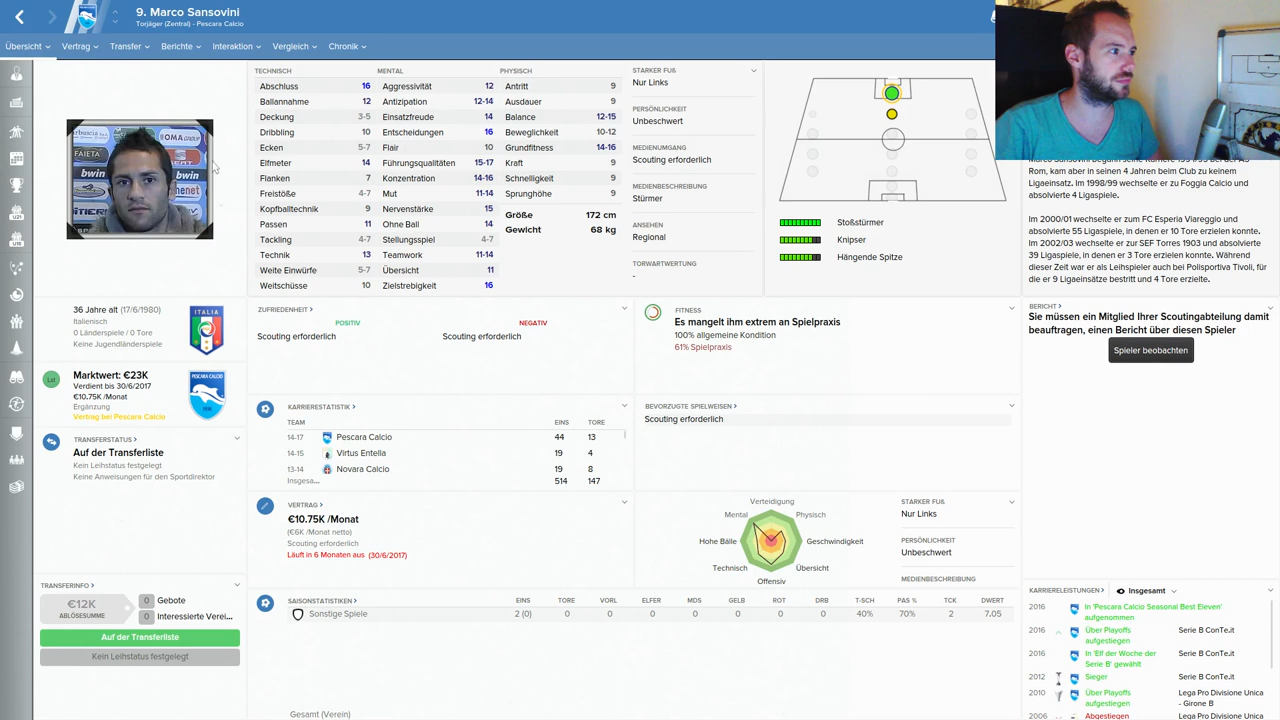 9. Marco Sansovini
Torjäger (Zentral) - Pescara Calcio
Übersicht Vertrag Transfer Berichte Interaktion Vergleich Chronik
TECHNISCH
Abschluss 16
Ballannahme 12
Deckung 3-5
Dribbling 10
Ecken 5-7
Elfmeter 14
Flanken 7
Freistöße 4-7
Kopfballtechnik 9
Passen 11
Tackling 4-7
Technik 13
Weite Einwürfe 5-7
Weitschüsse 10
MENTAL
Aggressivität 12
Antizipation 12-14
Einsatzfreude 14
Entscheidungen 16
Flair 10
Führungsqualitäten 15-17
Konzentration 14-16
Mut 11-14
Nervenstärke 15
Ohne Ball 14
Stellungsspiel 4-7
Teamwork 11-14
Übersicht 11
Zielstrebigkeit 16
PHYSISCH
Antritt 9
Ausdauer 9
Balance 12-15
Beweglichkeit 10-12
Grundfitness 14-16
Kraft 9
Schnelligkeit 9
Sprunghöhe 9
Größe 172 cm
Gewicht 68 kg
STARKER FUẞ
Nur Links
PERSÖNLICHKEIT
Unbeschwert
MEDIENUMGANG
Scouting erforderlich
MEDIENBESCHREIBUNG
Stürmer
ANSEHEN
Regional
TORWARTWERTUNG
-
Stoßstürmer
Knipser
Hängende Spitze
Rom, kam aber in seinen 4 Jahren beim Club zu keinem
Ligaeinsatz. Im 1998/99 wechselte er zu Foggia Calcio und
absolvierte 4 Ligaspiele.
Im 2000/01 wechselte er zum FC Esperia Viareggio und
absolvierte 55 Ligaspiele, in denen er 10 Tore erzielen konnte.
Im 2002/03 wechselte er zur SEF Torres 1903 und absolvierte
39 Ligaspiele, in denen er 3 Tore erzielen konnte. Während
dieser Zeit war er als Leihspieler auch bei Polisportiva Tivoli, für
die er 9 Ligaeinsätze bestritt und 4 Tore erzielte.
bwin
U21
U18
36 Jahre alt (17/6/1980)
Italienisch
0 Länderspiele / 0 Tore
Keine Jugendländerspiele
ITALIA
Lst
Marktwert: €23K
Verdient bis 30/6/2017
€10.75K /Monat
Ergänzung
Vertrag bei Pescara Calcio
TRANSFERSTATUS
Auf der Transferliste
Kein Leihstatus festgelegt
Keine Anweisungen für den Sportdirektor
TRANSFERINFO
€12K
ABLÖSESUMME
0 Gebote
0 Interessierte Verein...
Auf der Transferliste
Kein Leihstatus festgelegt
ZUFRIEDENHEIT
POSITIV NEGATIV
Scouting erforderlich Scouting erforderlich
FITNESS
Es mangelt ihm extrem an Spielpraxis
100% allgemeine Kondition
61% Spielpraxis
BERICHT
Sie müssen ein Mitglied Ihrer Scoutingabteilung damit
beauftragen, einen Bericht über diesen Spieler
Spieler beobachten
KARRIERESTATISTIK
TEAM EINS TORE
14-17 Pescara Calcio 44 13
14-15 Virtus Entella 19 4
13-14 Novara Calcio 19 8
Insgesa... 514 147
BEVORZUGTE SPIELWEISEN
Scouting erforderlich
VERTRAG
€10.75K /Monat
(€6K /Monat netto)
Scouting erforderlich
Läuft in 6 Monaten aus (30/6/2017)
Verteidigung
Mental Physisch
Hohe Bälle Geschwindigkeit
Technisch Übersicht
Offensiv
STARKER FUẞ
Nur Links
PERSÖNLICHKEIT
Unbeschwert
MEDIENBESCHREIBUNG
SAISONSTATISTIKEN EINS TORE VORL ELFER MDS GELB ROT DRB T-SCH PAS % TCK DWERT
Sonstige Spiele 2 (0) 0 0 0 0 0 0 0 40% 70% 2 7.05
Gesamt (Verein)
KARRIERELEISTUNGEN Insgesamt
2016 In 'Pescara Calcio Seasonal Best Eleven'
aufgenommen
2016 Über Playoffs Serie B ConTe.it
aufgestiegen
2016 In 'Elf der Woche der Serie B ConTe.it
Serie B' gewählt
2012 Sieger Serie B ConTe.it
2010 Über Playoffs Lega Pro Divisione Unica
aufgestiegen - Girone B
2006 Abgestiegen Lega Pro Divisione Unica